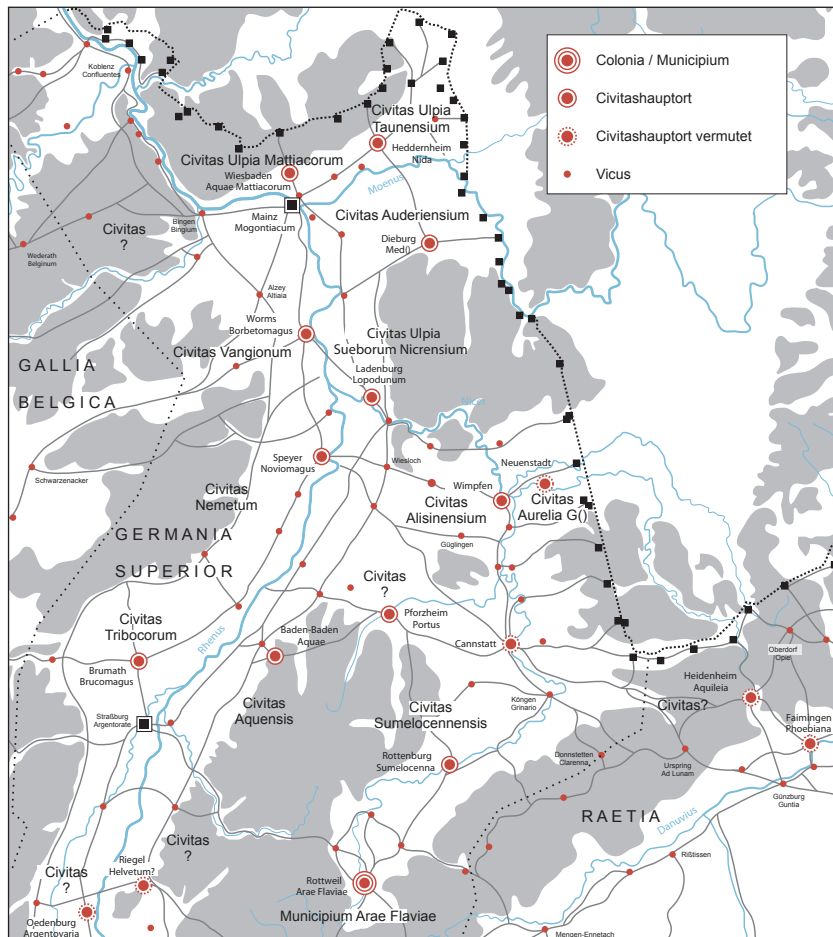 Colonia / Municipium
Civitashauptort
Civitashauptort vermutet
Vicus
Koblenz
Confluentes
Civitas Ulpia
Taunensium
Heddernheim
Nida
Civitas Ulpia Mattiacorum
Wiesbaden
Aquae Mattiacorum
Moenus
Civitas
?
Bingen
Bingium
Mainz
Mogontiacum
Civitas Auderiensium
Dieburg
Med()
Wederath
Belginum
Alzey
Altiaia
Worms
Borbetomagus
Civitas Vangionum
Civitas Ulpia
Sueborum Nicrensium
Ladenburg
Lopodunum
GALLIA
BELGICA
Nicer
Schwarzenacker
Speyer
Noviomagus
Wiesloch
Neuenstadt
Wimpfen
Civitas
Nemetum
Civitas
Alisinensium
Civitas
Aurelia G()
GERMANIA
SUPERIOR
Güglingen
Civitas
?
Pforzheim
Portus
Civitas
Tribocorum
Rhenus
Baden-Baden
Aquae
Cannstatt
Brumath
Brucomagus
Oberdorf
Opie
Heidenheim
Aquileia
Straßburg
Argentorate
Civitas
Aquensis
Civitas
Sumelocennensis
Köngen
Grinario
Civitas?
Faimingen
Phoebiana
Rottenburg
Sumelocenna
Donnstetten
Clarenna
Urspring
Ad Lunam
Günzburg
Guntia
RAETIA
Danuvius
Civitas
?
Civitas
?
Riegel
Helvetum?
Rißtissen
Rottweil
Arae Flaviae
Municipium Arae Flaviae
Oedenburg
Argentovaria
Mengen-Ennetach